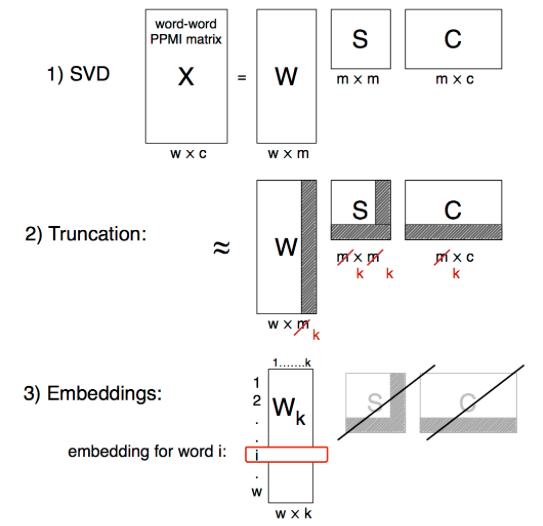 word-word
PPMI matrix
1) SVD
X
=
W
S
C
m x m
m x c
w x c
w x m
2) Truncation:
≈
W
S
C
m x m
k
k
m x c
k
w x m
k
1.......k
3) Embeddings:
1
2
.
.
i
.
w
W k
S
C
embedding for word i:
w x k